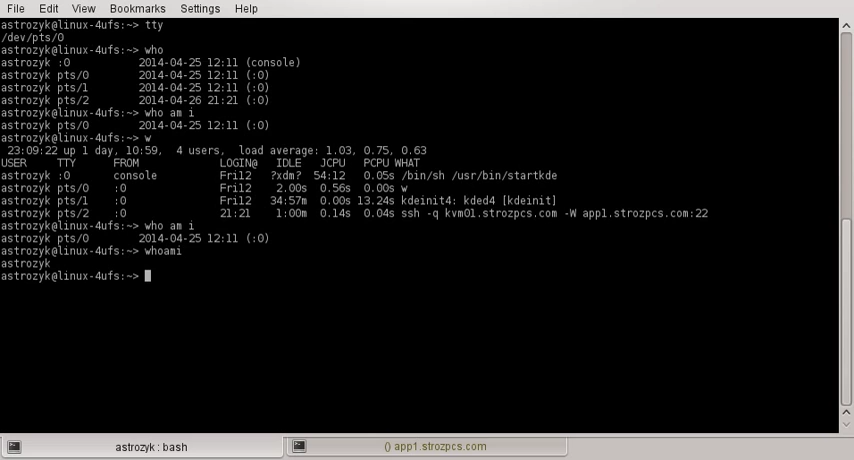 File Edit View Bookmarks Settings Help
astrozyk@linux-4ufs:~> tty
/dev/pts/0
astrozyk@linux-4ufs:~> who
astrozyk :0           2014-04-25 12:11 (console)
astrozyk pts/0        2014-04-25 12:11 (:0)
astrozyk pts/1        2014-04-25 12:11 (:0)
astrozyk pts/2        2014-04-26 21:21 (:0)
astrozyk@linux-4ufs:~> who am i
astrozyk pts/0        2014-04-25 12:11 (:0)
astrozyk@linux-4ufs:~> w
 23:09:22 up 1 day, 10:59,  4 users,  load average: 1.03, 0.75, 0.63
USER     TTY      FROM             LOGIN@   IDLE   JCPU   PCPU WHAT
astrozyk :0       console          Fri12   ?xdm?  54:12   0.05s /bin/sh /usr/bin/startkde
astrozyk pts/0    :0               Fri12    2.00s  0.56s  0.00s w
astrozyk pts/1    :0               Fri12   34:57m  0.00s 13.24s kdeinit4: kded4 [kdeinit]
astrozyk pts/2    :0               21:21    1:00m  0.14s  0.04s ssh -q kvm01.strozpcs.com -W app1.strozpcs.com:22
astrozyk@linux-4ufs:~> who am i
astrozyk pts/0        2014-04-25 12:11 (:0)
astrozyk@linux-4ufs:~> whoami
astrozyk
astrozyk@linux-4ufs:~>
astrozyk : bash
() app1.strozpcs.com